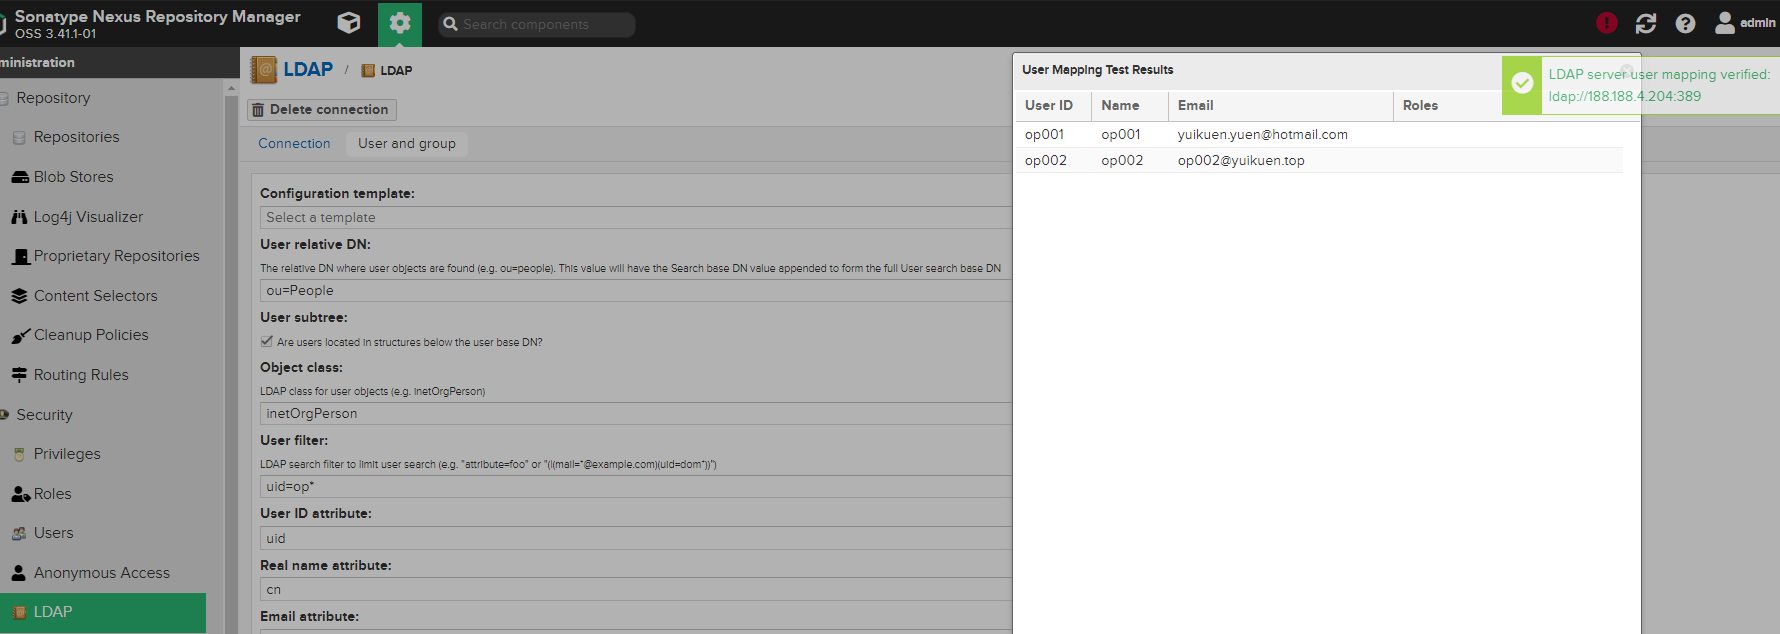 Sonatype Nexus Repository Manager
OSS 3.41.1-01
Search components
admin
ministration
Repository
Repositories
Blob Stores
Log4j Visualizer
Proprietary Repositories
Content Selectors
Cleanup Policies
Routing Rules
Security
Privileges
Roles
Users
Anonymous Access
LDAP
LDAP / LDAP
Delete connection
Connection User and group
Configuration template:
Select a template
User relative DN:
The relative DN where user objects are found (e.g. ou=people). This value will have the Search base DN value appended to form the full User search base DN
ou=People
User subtree:
Are users located in structures below the user base DN?
Object class:
LDAP class for user objects (e.g. inetOrgPerson)
inetOrgPerson
User filter:
LDAP search filter to limit user search (e.g. "attribute=foo" or "(|(mail=*@example.com)(uid=dom*))")
uid=op*
User ID attribute:
uid
Real name attribute:
cn
Email attribute:
User Mapping Test Results
User ID Name Email Roles
op001 op001 yuikuen.yuen@hotmail.com
op002 op002 op002@yuikuen.top
LDAP server user mapping verified:
ldap://188.188.4.204:389